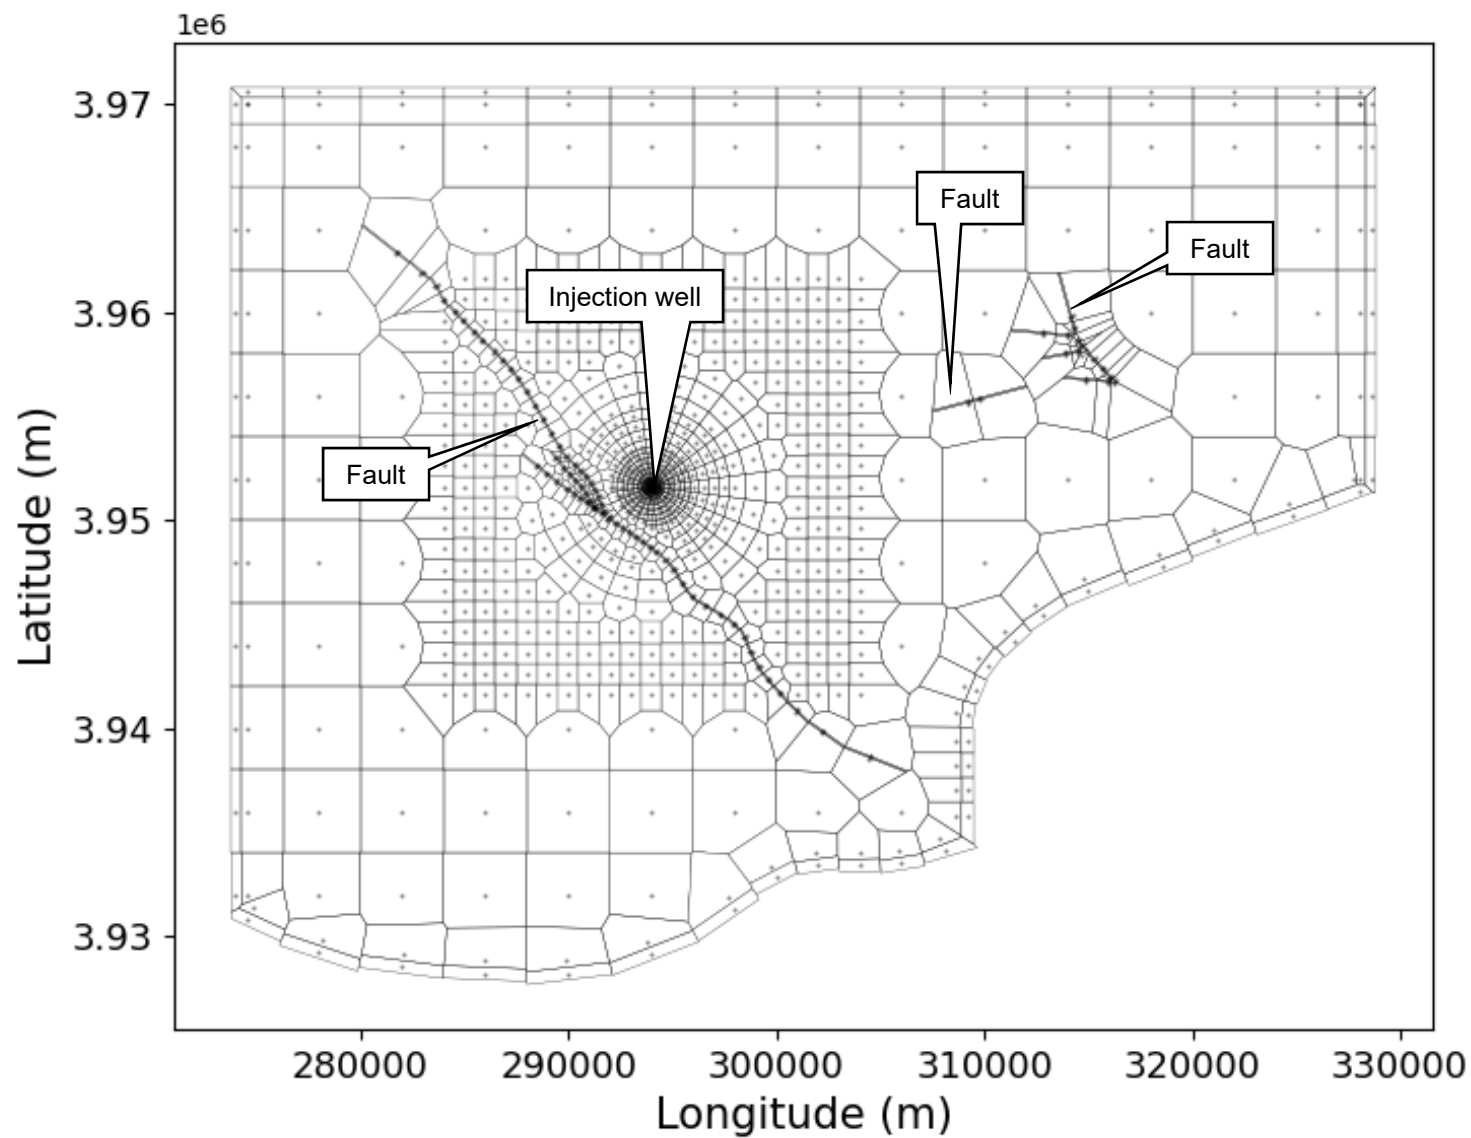 1e6
3.97
Fault
Fault
3.96
Injection well
Fault
3.95
3.94
3.93
Latitude (m)
280000 290000 300000 310000 320000 330000
Longitude (m)